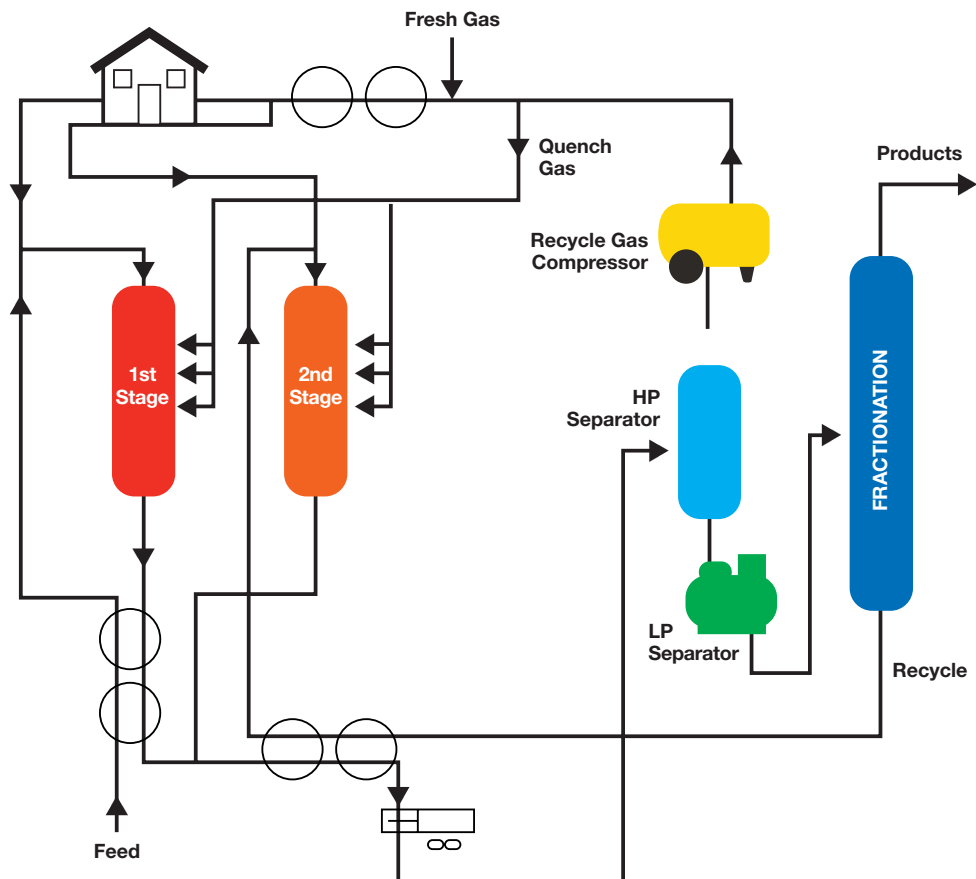 Fresh Gas
Quench
Gas
Products
Recycle Gas
Compressor
1st
Stage
2nd
Stage
HP
Separator
FRACTIONATION
LP
Separator
Recycle
Feed